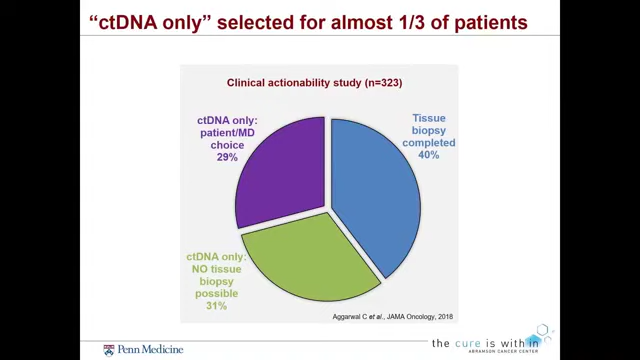 “ctDNA only” selected for almost 1/3 of patients
Clinical actionability study (n=323)
ctDNA only:
patient/MD
choice
29%
Tissue
biopsy
completed
40%
ctDNA only:
NO tissue
biopsy
possible
31%
Aggarwal C et al., JAMA Oncology, 2018
Penn Medicine
the cure is within
ABRAMSON CANCER CENTER